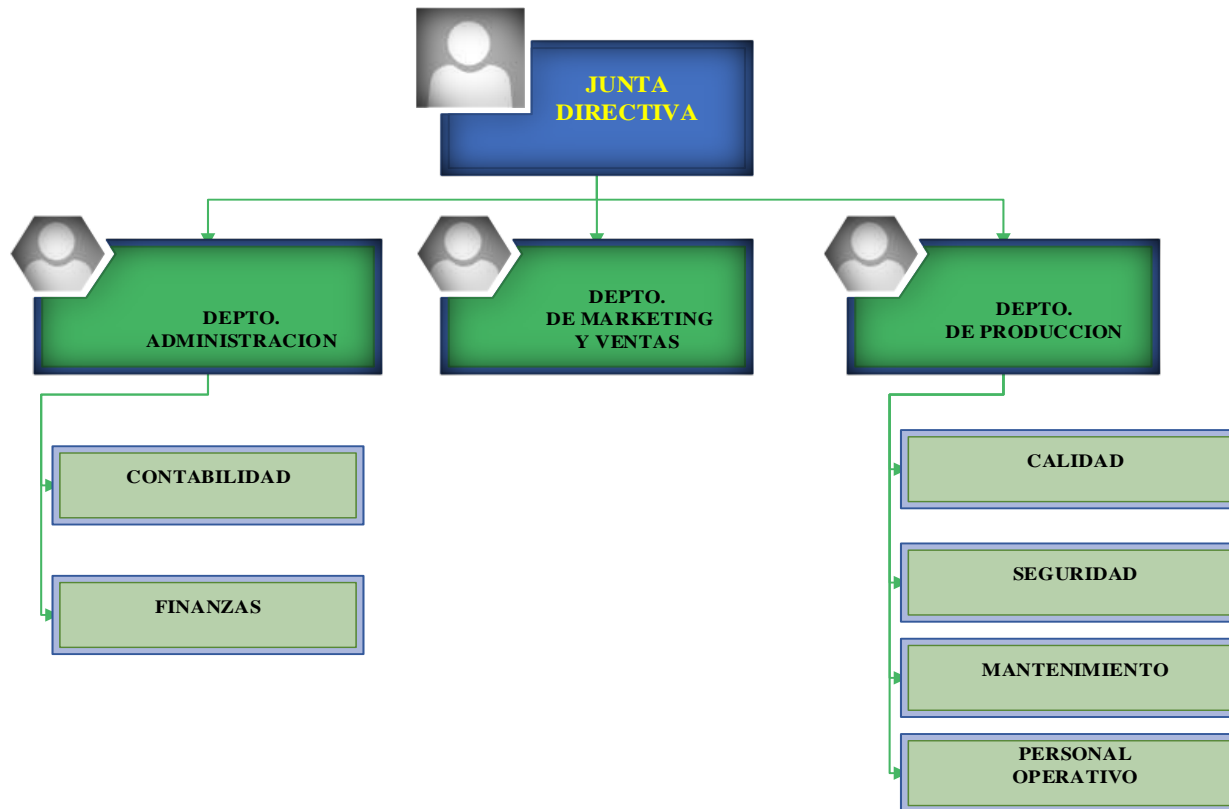 JUNTA
DIRECTIVA
DEPTO.
ADMINISTRACION
DEPTO.
DE MARKETING
Y VENTAS
DEPTO.
DE PRODUCCION
CONTABILIDAD
FINANZAS
CALIDAD
SEGURIDAD
MANTENIMIENTO
PERSONAL
OPERATIVO